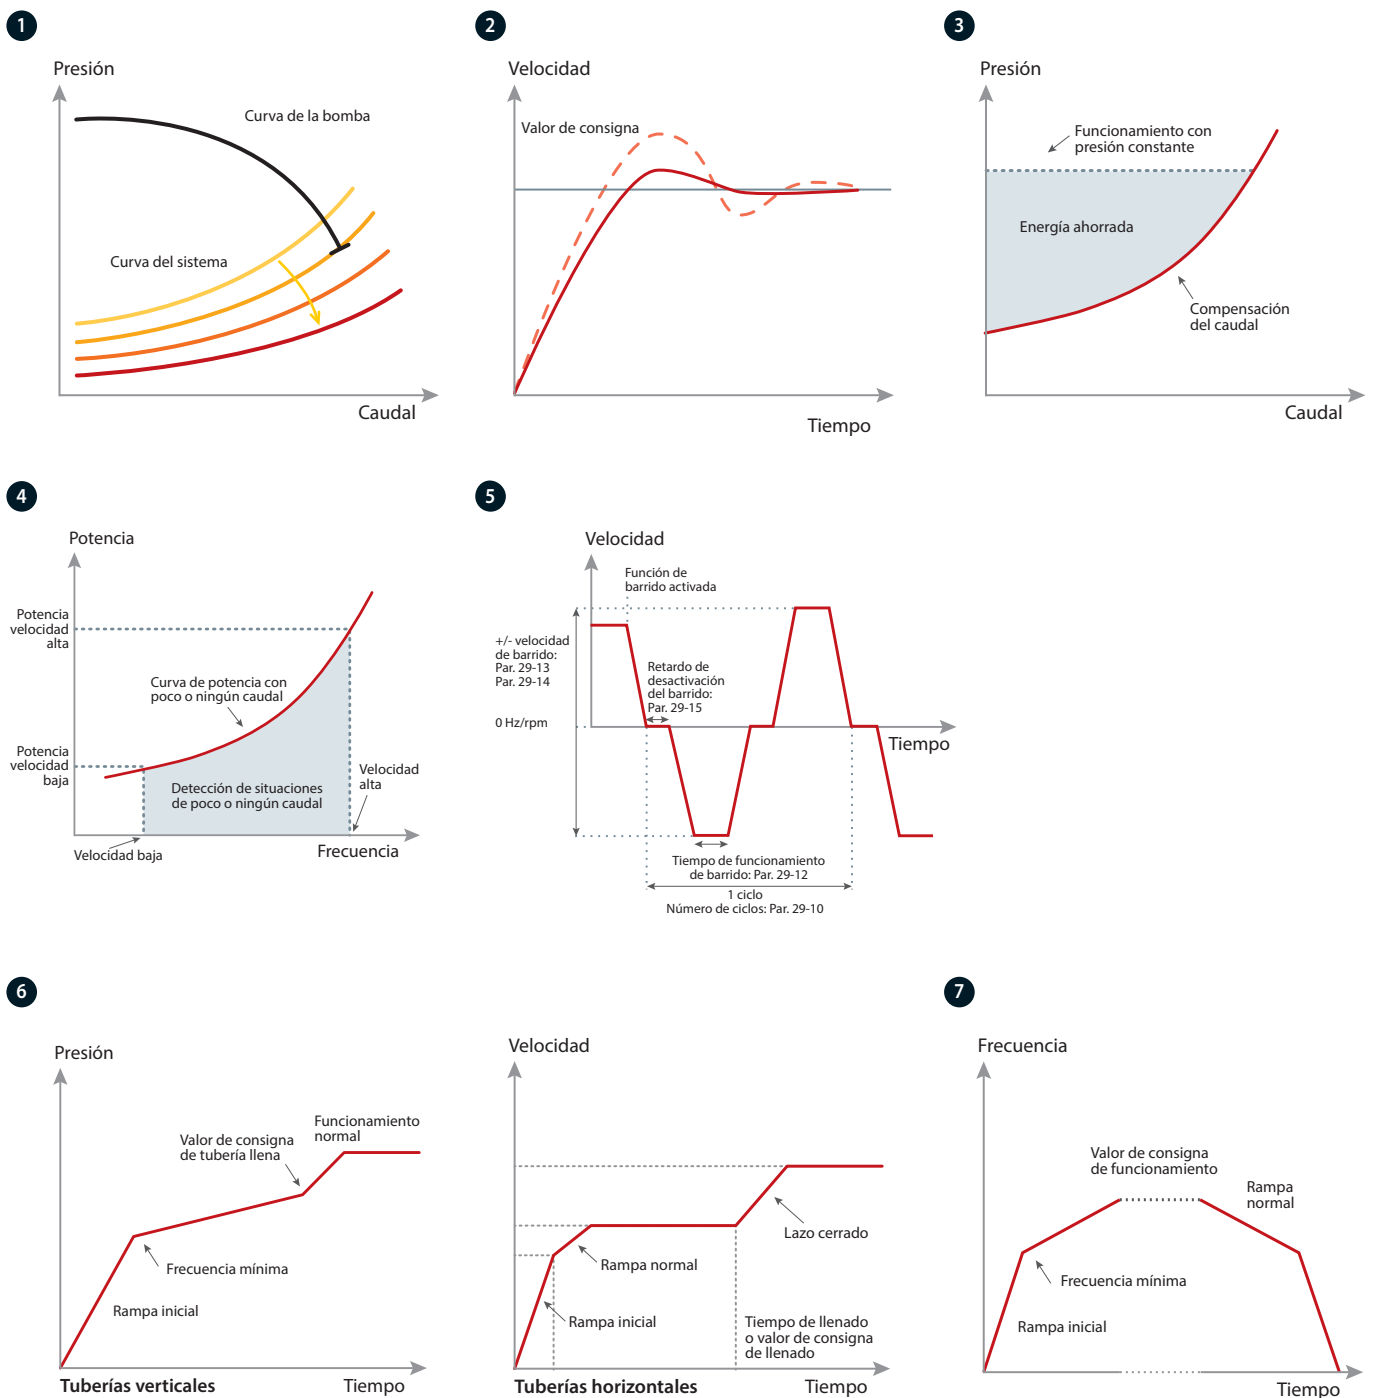 1
Presión
Curva de la bomba
Curva del sistema
Caudal
2
Velocidad
Valor de consigna
Tiempo
3
Presión
Funcionamiento con
presión constante
Energía ahorrada
Compensación
del caudal
Caudal
4
Potencia
Potencia
velocidad
alta
Curva de potencia con
poco o ningún caudal
Potencia
velocidad
baja
Detección de situaciones
de poco o ningún caudal
Velocidad
alta
Velocidad baja
Frecuencia
5
Velocidad
Función de
barrido activada
+/- velocidad
de barrido:
Par. 29-13
Par. 29-14
Retardo de
desactivación
del barrido:
Par. 29-15
0 Hz/rpm
Tiempo
Tiempo de funcionamiento
de barrido: Par. 29-12
1 ciclo
Número de ciclos: Par. 29-10
6
Presión
Funcionamiento
normal
Valor de consigna
de tubería llena
Frecuencia mínima
Rampa inicial
Tuberías verticales
Tiempo
Velocidad
Lazo cerrado
Rampa normal
Rampa inicial
Tiempo de llenado
o valor de consigna
de llenado
Tuberías horizontales
Tiempo
7
Frecuencia
Valor de consigna
de funcionamiento
Rampa
normal
Frecuencia mínima
Rampa inicial
Tiempo